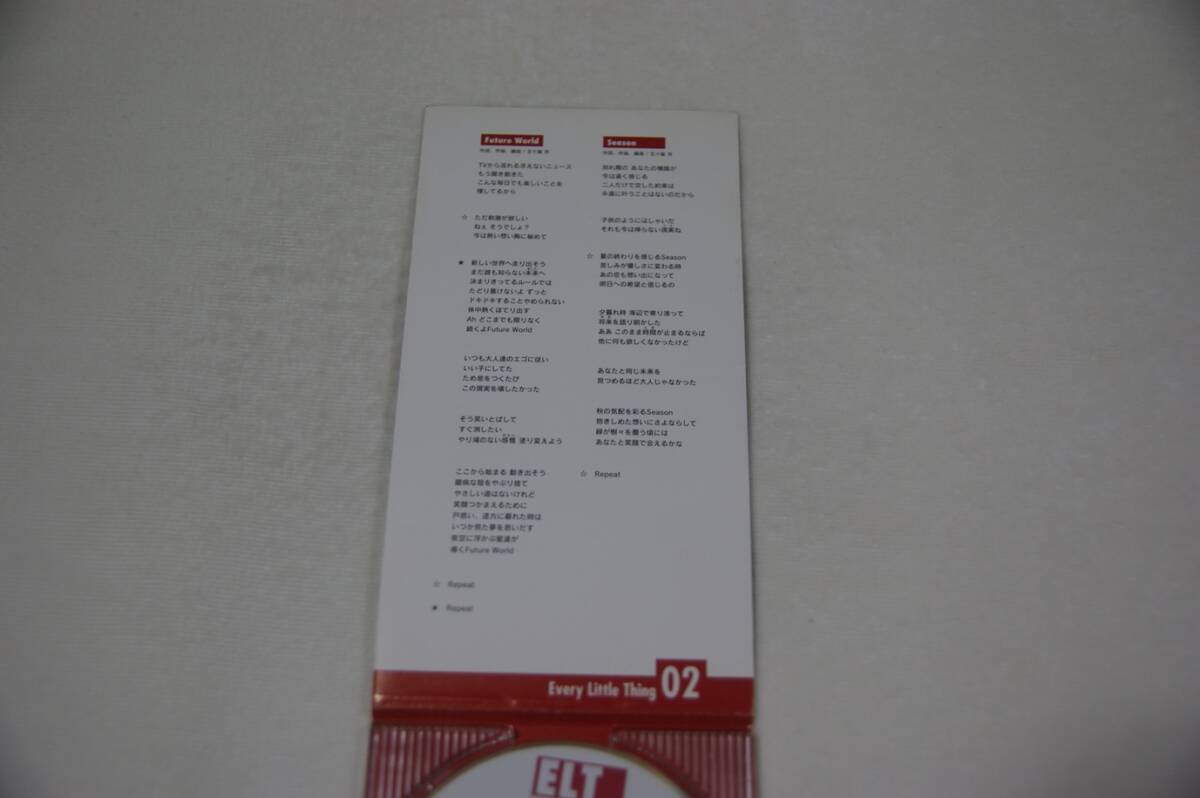 Future World
作詞、作曲、編曲:五十嵐 充
TVから流れる冴えないニュース
もう聞き飽きた
こんな毎日でも楽しいことを
探してるから
☆ ただ刺激が欲しい
ねぇ そうでしょ?
今は熱い想い胸に秘めて
★ 新しい世界へ走り出そう
まだ誰も知らない未来へ
決まりきってるルールでは
たどり着けないよ ずっと
ドキドキすることやめられない
体中熱くほてり出す
Ah どこまでも限りなく
続くよFuture World
いつも大人達のエゴに従い
いい子にしてた
ため息をつくたび
この現実を壊したかった
そう笑いとばして
すぐ消したい
やり場のない感情 塗り変えよう
ここから始まる 動き出そう
臆病な殻をやぶり捨て
やさしい道はないけれど
笑顔つかまえるために
戸惑い、途方に暮れた時は
いつか見た夢を思いだす
夜空に浮かぶ星達が
導くFuture World
☆ Repeat
★ Repeat
Season
作詞、作曲、編曲:五十嵐 充
別れ際の あなたの横顔が
今は遠く感じる
二人だけで交した約束は
永遠に叶うことはないのだから
子供のようにはしゃいだ
それも今は帰らない現実ね
☆ 夏の終わりを感じるSeason
哀しみが優しさに変わる時
あの恋も想い出になって
明日への希望と信じるの
夕暮れ時 海辺で寄り添って
将来を語り明かした
ああ このまま時間が止まるならば
他に何も欲しくなかったけど
あなたと同じ未来を
見つめるほど大人じゃなかった
秋の気配を彩るSeason
抱きしめた想いにさよならして
緑が樹々を覆う頃には
あなたと笑顔で会えるかな
☆ Repeat
Every Little Thing 02
ELT